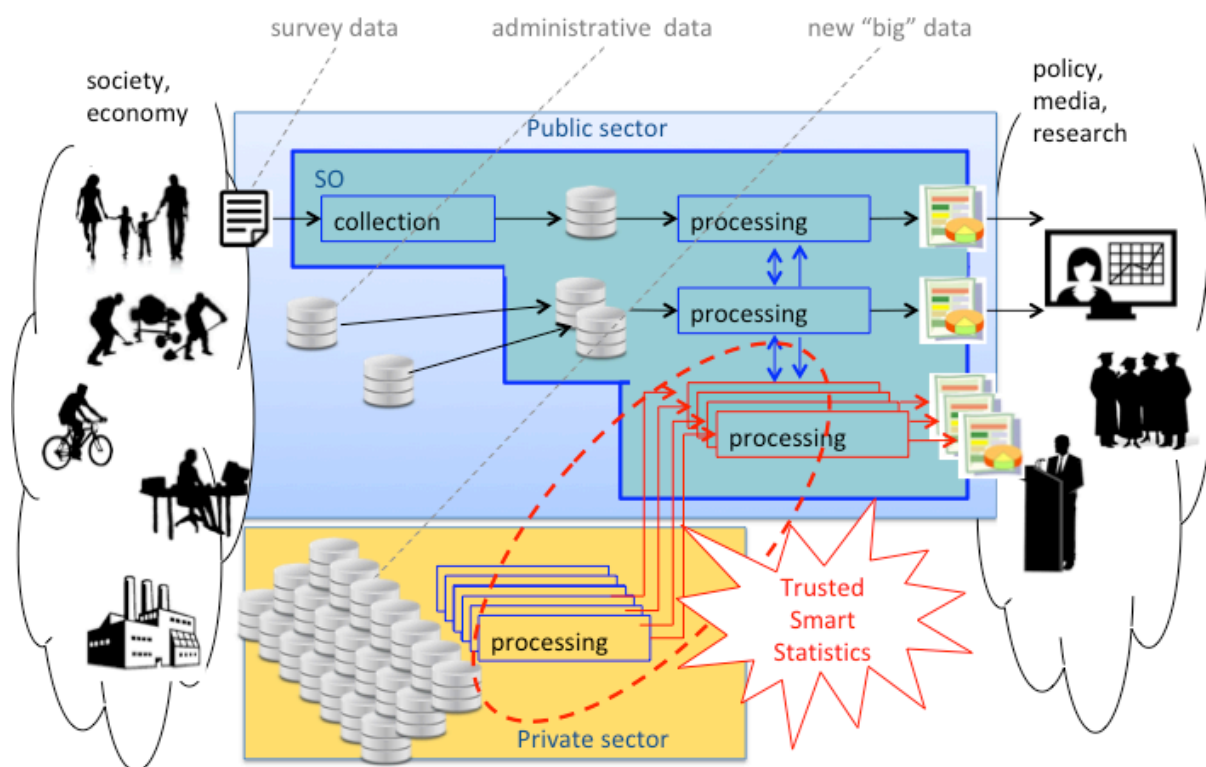 survey data
administrative data
new “big” data
society,
economy
policy,
media,
research
Public sector
SO
collection
processing
processing
processing
processing
Trusted
Smart
Statistics
Private sector